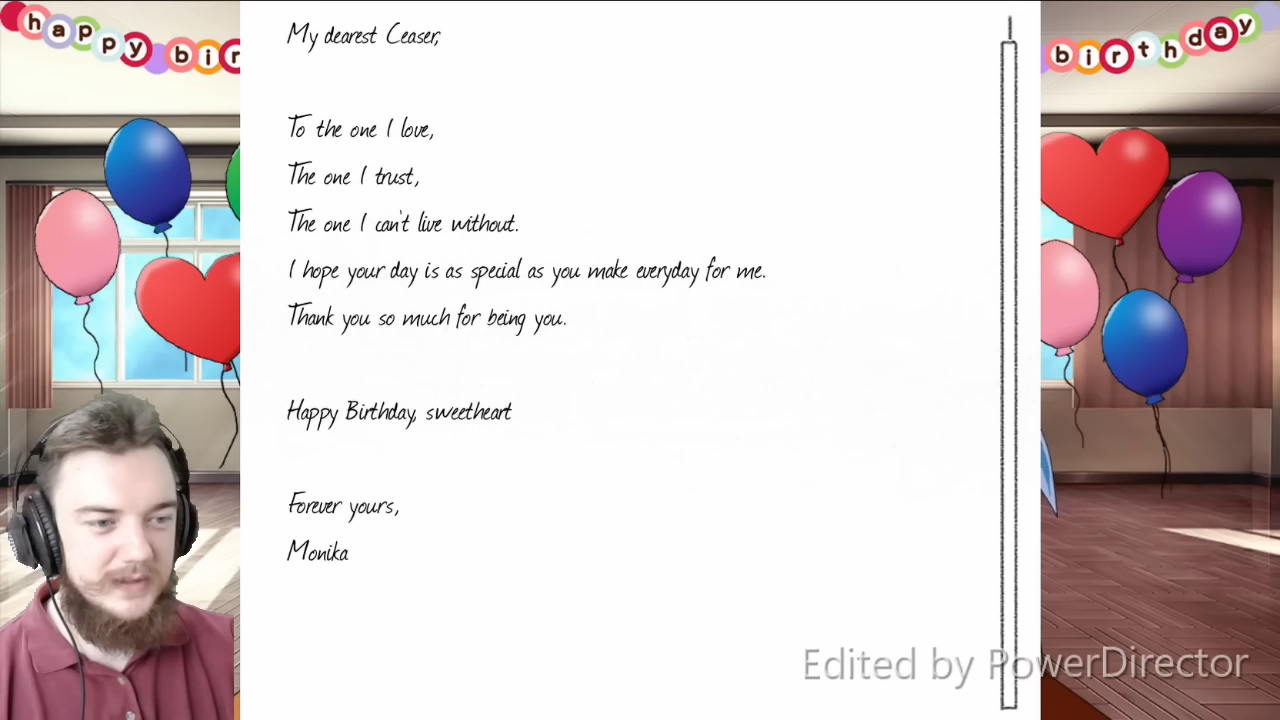 happy bir
birthday
My dearest Ceaser,
To the one I love,
The one I trust,
The one I can't live without.
I hope your day is as special as you make everyday for me.
Thank you so much for being you.
Happy Birthday, sweetheart
Forever yours,
Monika
Edited by PowerDirector